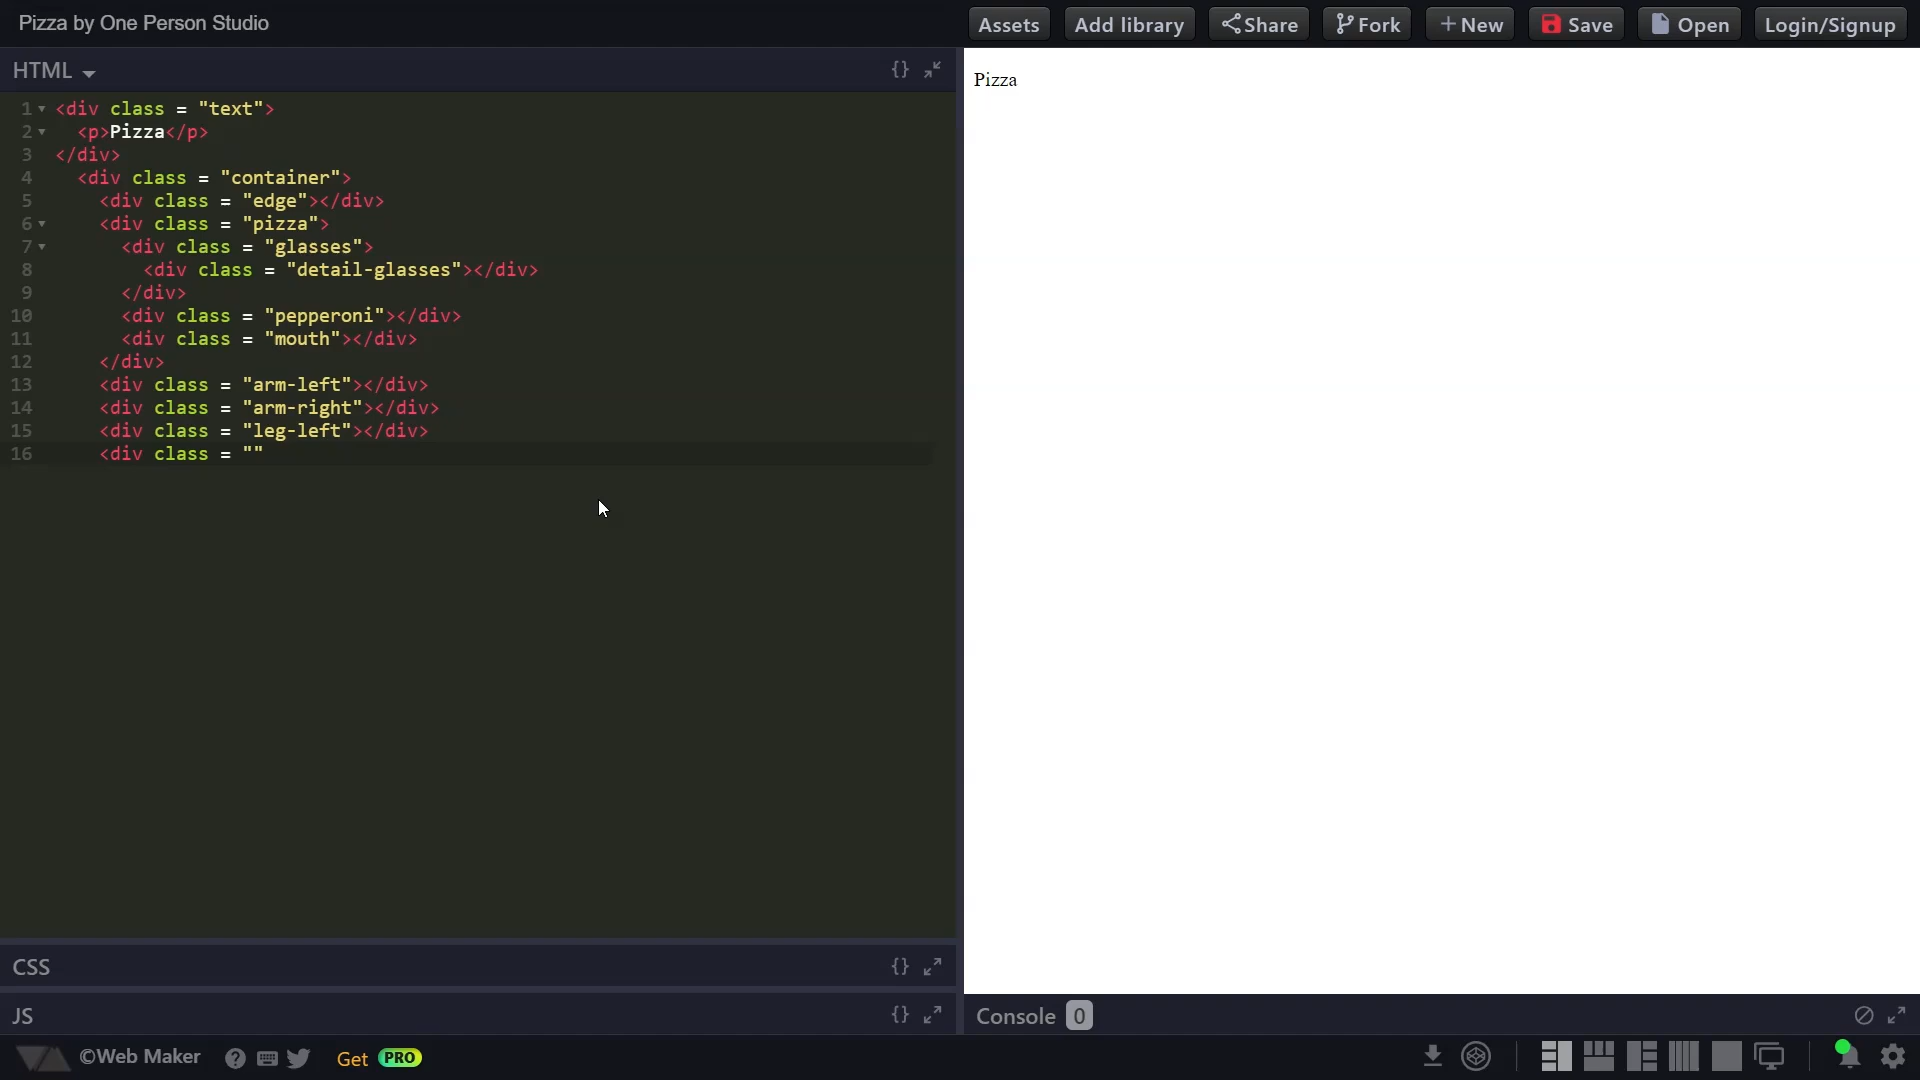 Pizza by One Person Studio
Assets
Add library
Share
Fork
+ New
Save
Open
Login/Signup
HTML
{}
1 <div class = "text">
2 <p>Pizza</p>
3 </div>
4 <div class = "container">
5 <div class = "edge"></div>
6 <div class = "pizza">
7 <div class = "glasses">
8 <div class = "detail-glasses"></div>
9 </div>
10 <div class = "pepperoni"></div>
11 <div class = "mouth"></div>
12 </div>
13 <div class = "arm-left"></div>
14 <div class = "arm-right"></div>
15 <div class = "leg-left"></div>
16 <div class = ""
Pizza
CSS
{}
JS
{}
Console 0
©Web Maker
?
Get PRO